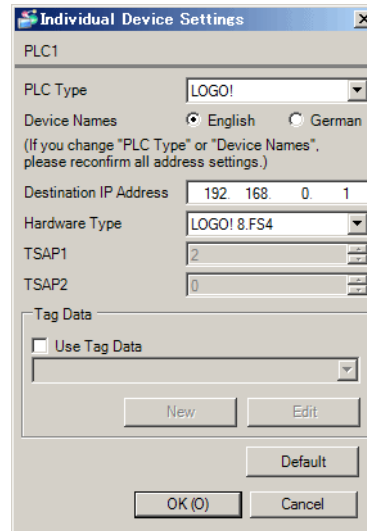 Individual Device Settings
PLC1
PLC Type LOGO!
Device Names English German
(If you change "PLC Type" or "Device Names",
please reconfirm all address settings.)
Destination IP Address 192. 168. 0. 1
Hardware Type LOGO! 8.FS4
TSAP1 2
TSAP2 0
Tag Data
Use Tag Data
New Edit
Default
OK (O) Cancel